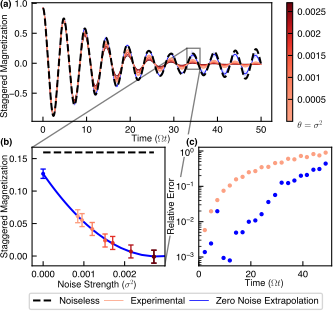 (a)
Staggered Magnetization
1.0
0.5
0.0
-0.5
0
10
20
30
40
50
Time (Ωt)
0.0025
0.0015
0.0010
0.0005
θ = σ²
(b)
Staggered Magnetization
0.15
0.10
0.05
0.00
0.000
0.001
0.002
Noise Strength (σ²)
(c)
Relative Error
10⁰
10⁻¹
10⁻²
10⁻³
0
20
40
Time (Ωt)
Noiseless
Experimental
Zero Noise Extrapolation